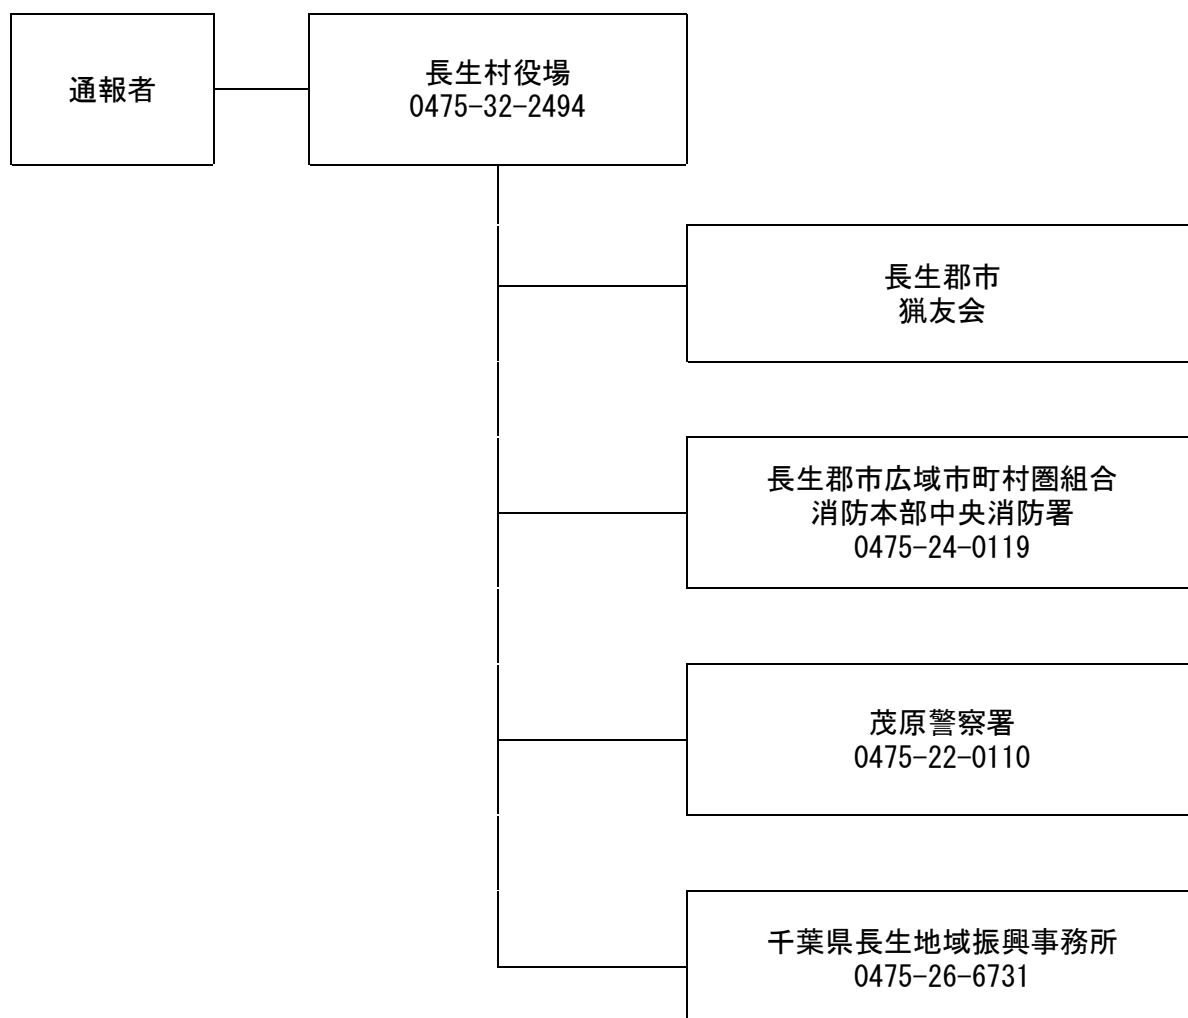 通報者
長生村役場
0475-32-2494
長生郡市
猟友会
長生郡市広域市町村圏組合
消防本部中央消防署
0475-24-0119
茂原警察署
0475-22-0110
千葉県長生地域振興事務所
0475-26-6731